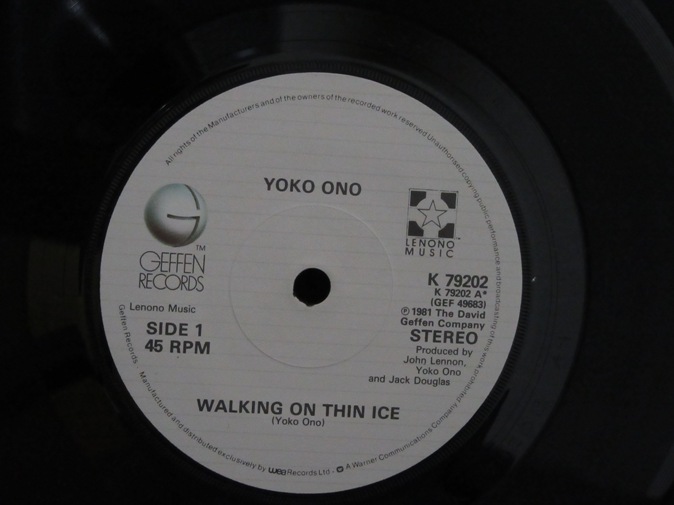 All rights of the Manufacturers and of the owners of the recorded work reserved Unauthorised copying public performance and broadcasting of this work prohibited
YOKO ONO
G
TM
GEFFEN
RECORDS
LENONO
MUSIC
K 79202
K 79202 A*
(GEF 49683)
℗ 1981 The David
Geffen Company
STEREO
Produced by
John Lennon,
Yoko Ono
and Jack Douglas
Lenono Music
SIDE 1
45 RPM
WALKING ON THIN ICE
(Yoko Ono)
Geffen Records Manufactured and distributed exclusively by wea Records Ltd - A Warner Communications Company